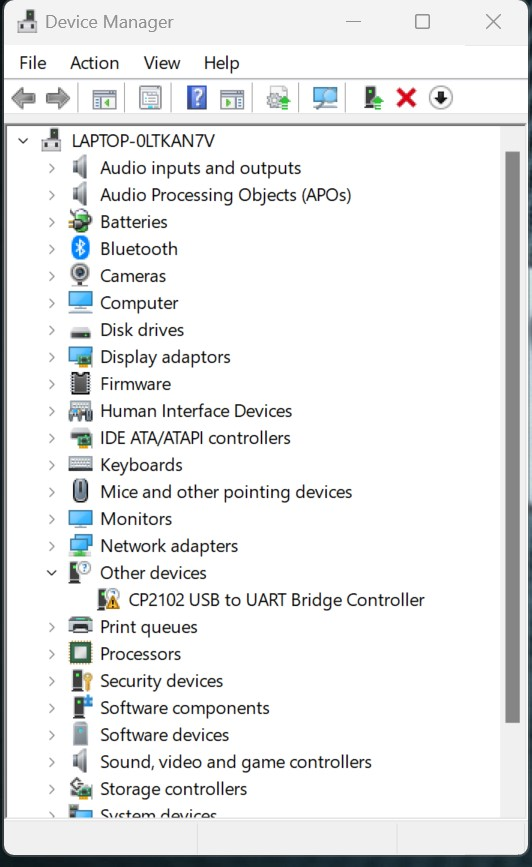 Device Manager
File Action View Help
LAPTOP-0LTKAN7V
Audio inputs and outputs
Audio Processing Objects (APOs)
Batteries
Bluetooth
Cameras
Computer
Disk drives
Display adaptors
Firmware
Human Interface Devices
IDE ATA/ATAPI controllers
Keyboards
Mice and other pointing devices
Monitors
Network adapters
Other devices
CP2102 USB to UART Bridge Controller
Print queues
Processors
Security devices
Software components
Software devices
Sound, video and game controllers
Storage controllers
System devices